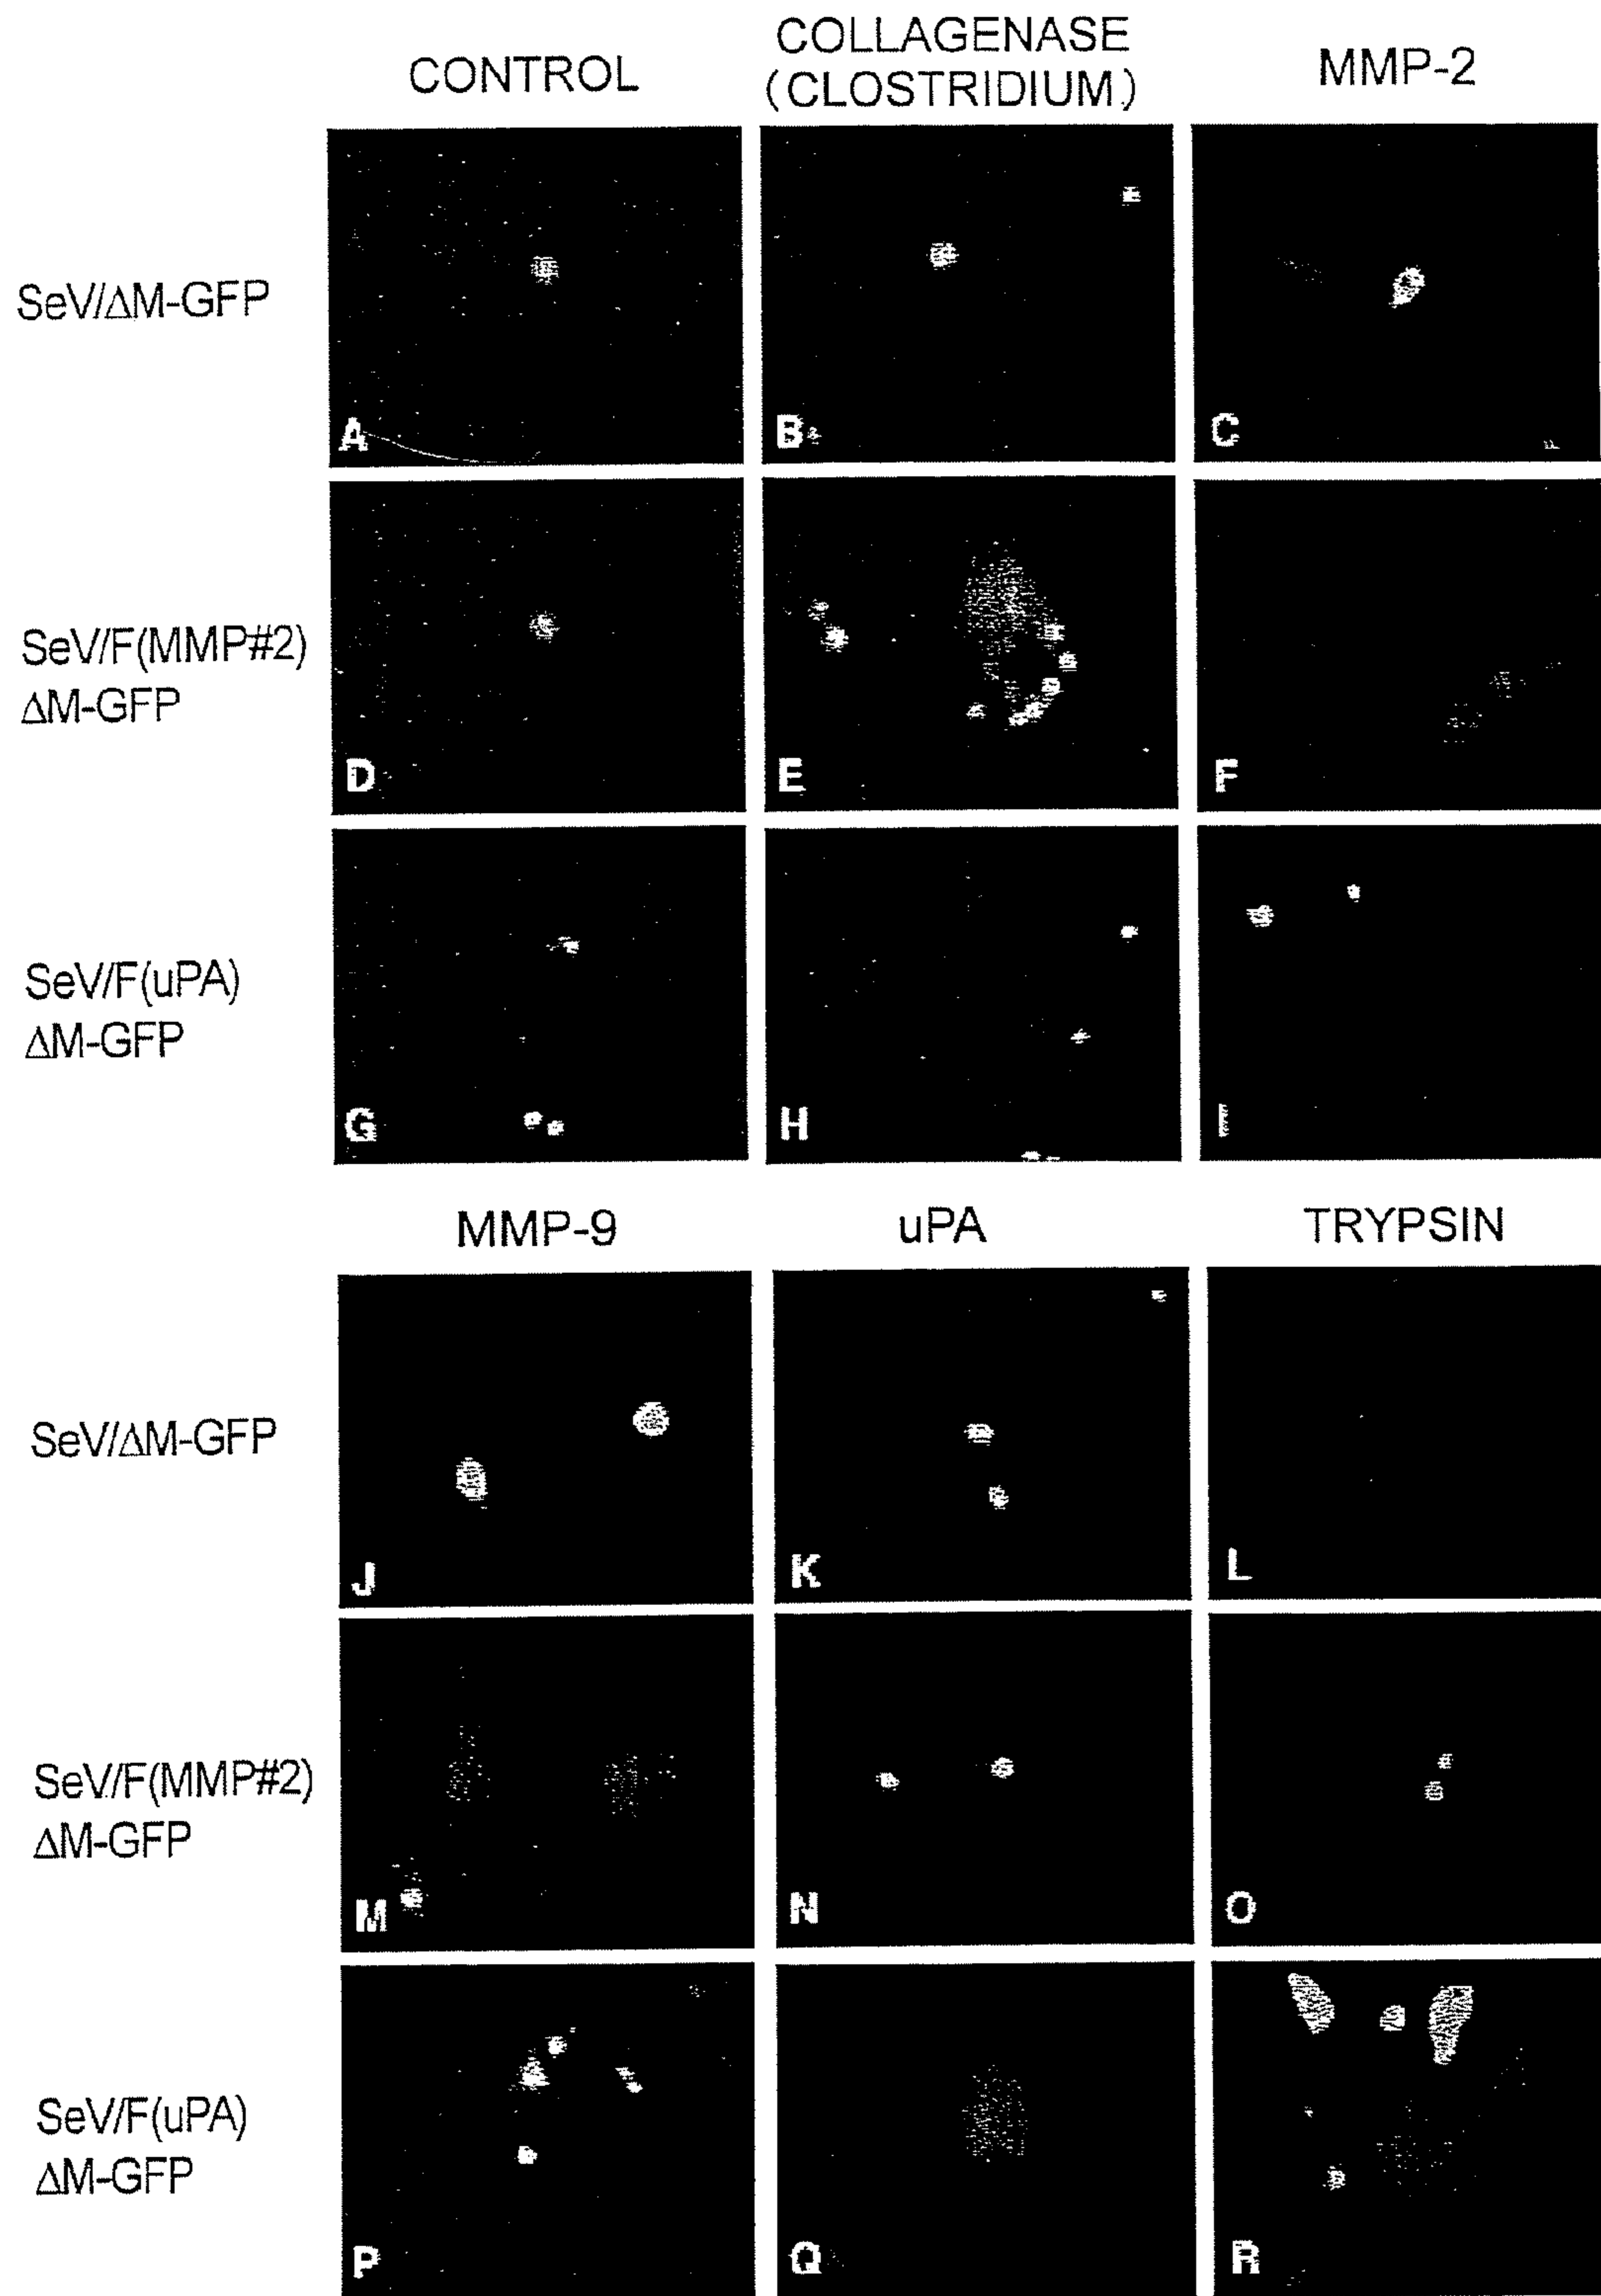 CONTROL
COLLAGENASE
(CLOSTRIDIUM)
MMP-2
SeV/ΔM-GFP
A
B
C
SeV/F(MMP#2)
ΔM-GFP
D
E
F
SeV/F(uPA)
ΔM-GFP
G
H
I
MMP-9
uPA
TRYPSIN
SeV/ΔM-GFP
J
K
L
SeV/F(MMP#2)
ΔM-GFP
M
N
O
SeV/F(uPA)
ΔM-GFP
P
Q
R